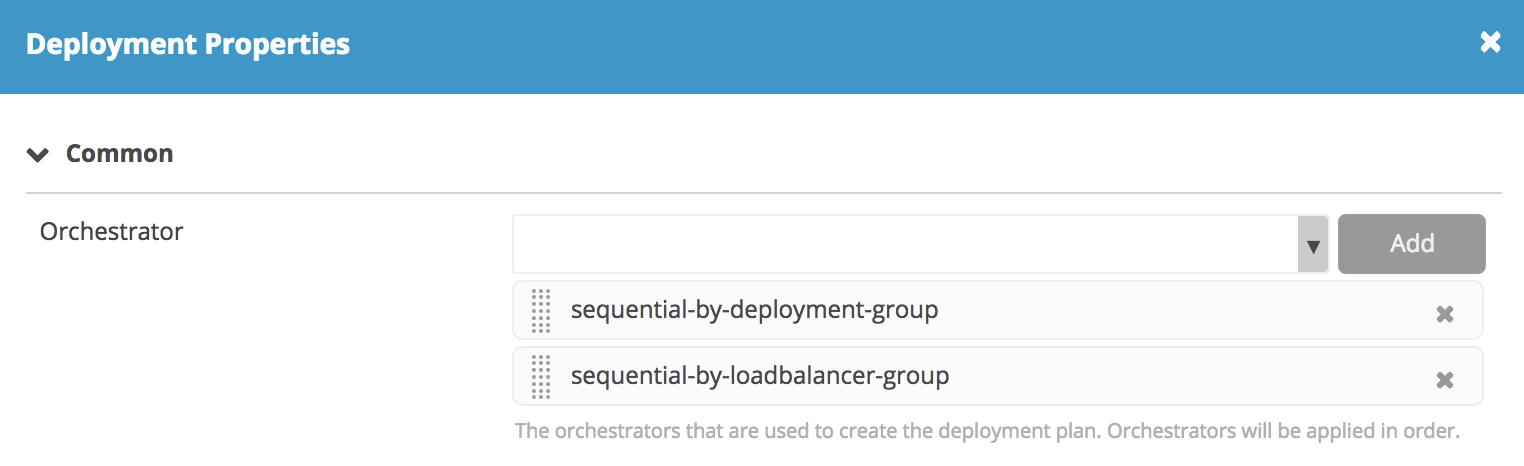 Deployment Properties
Common
Orchestrator
Add
sequential-by-deployment-group
sequential-by-loadbalancer-group
The orchestrators that are used to create the deployment plan. Orchestrators will be applied in order.